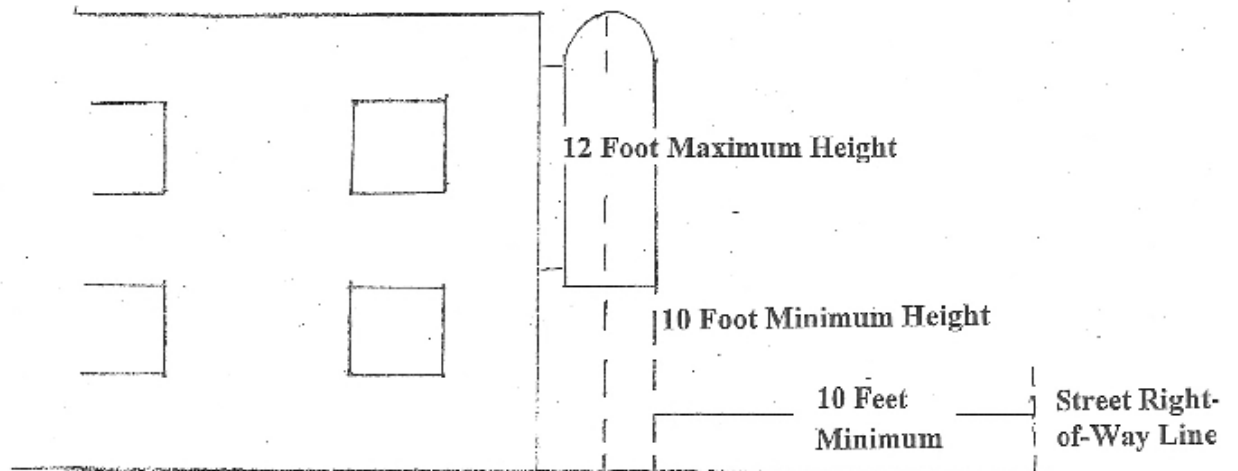 12 Foot Maximum Height
10 Foot Minimum Height
10 Feet
Minimum
Street Right-
of-Way Line